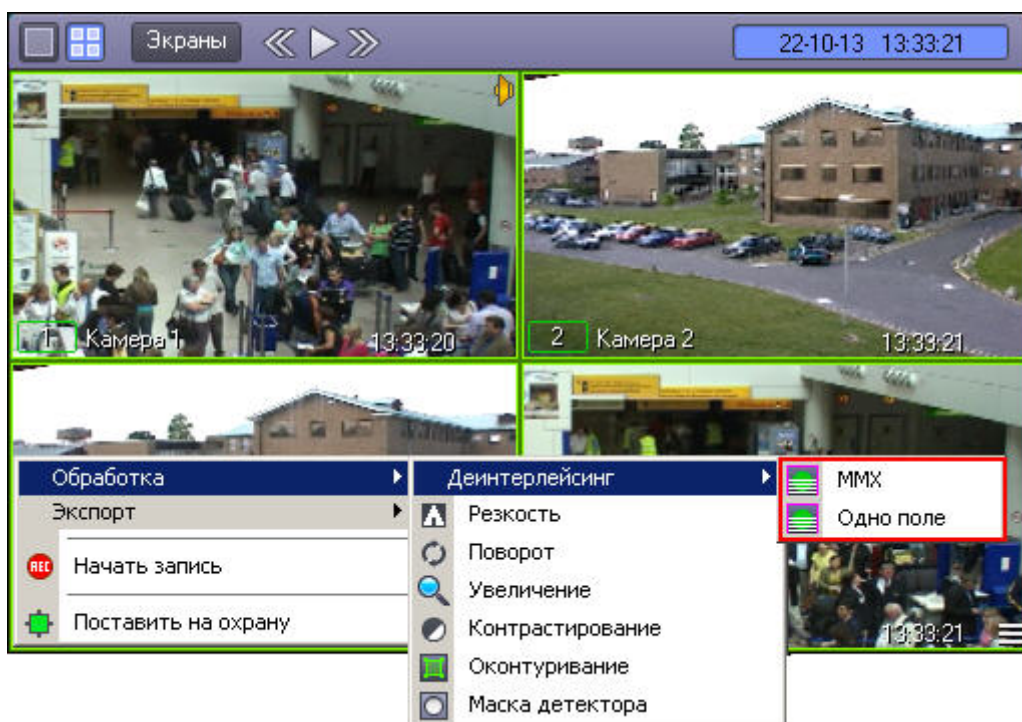 Экраны
22-10-13 13:33:21
1 Камера 1 13:33:20
2 Камера 2 13:33:21
Обработка
Экспорт
REC Начать запись
Поставить на охрану
Деинтерлейсинг
Резкость
Поворот
Увеличение
Контрастирование
Оконтуривание
Маска детектора
MMX
Одно поле
13:33:21